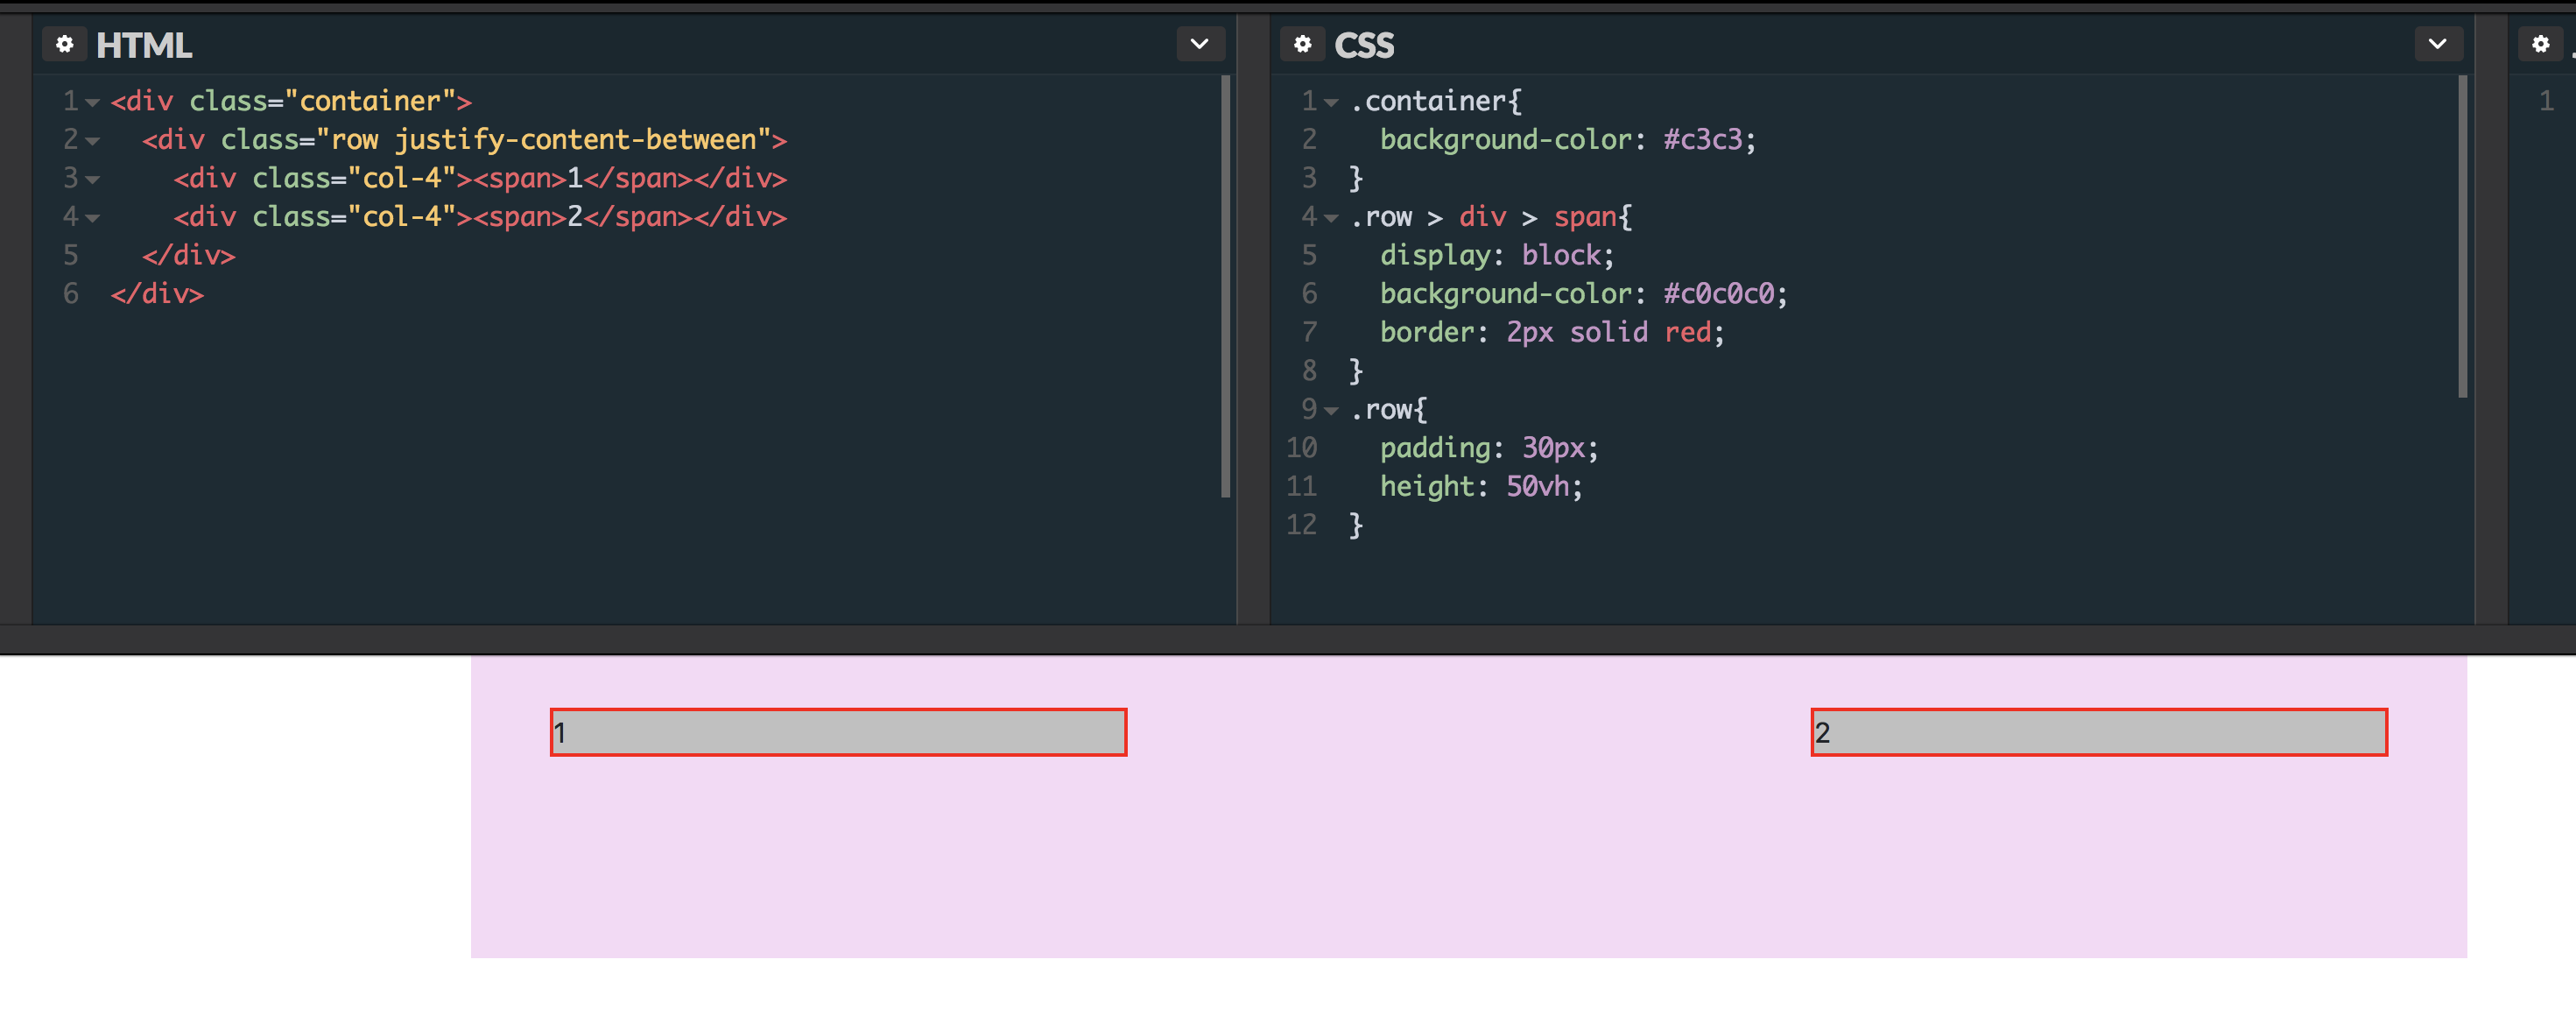 HTML
1 <div class="container">
2   <div class="row justify-content-between">
3     <div class="col-4"><span>1</span></div>
4     <div class="col-4"><span>2</span></div>
5   </div>
6 </div>
CSS
1 .container{
2   background-color: #c3c3;
3 }
4 .row > div > span{
5   display: block;
6   background-color: #c0c0c0;
7   border: 2px solid red;
8 }
9 .row{
10   padding: 30px;
11   height: 50vh;
12 }
1
1
2